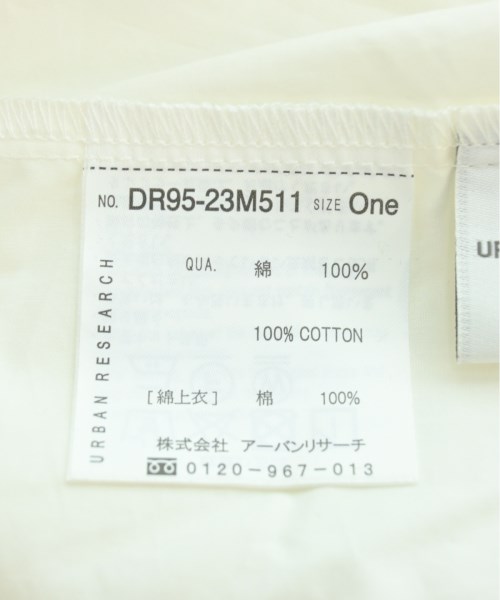 NO. DR95-23M511 SIZE One
URBAN RESEARCH
QUA. 綿 100%
100% COTTON
[綿上衣] 棉 100%
株式会社 アーバンリサーチ
0120-967-013
UR